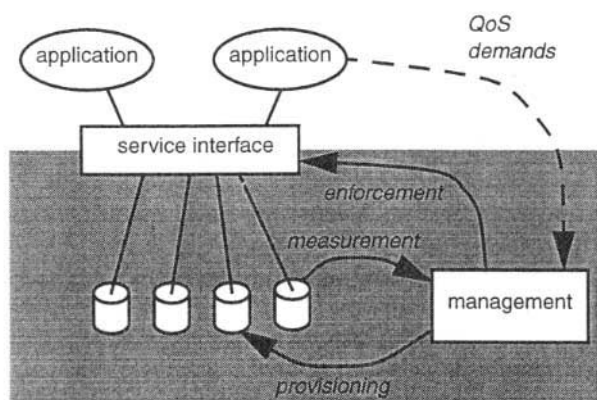 QoS
demands
application
application
service interface
enforcement
measurement
management
provisioning